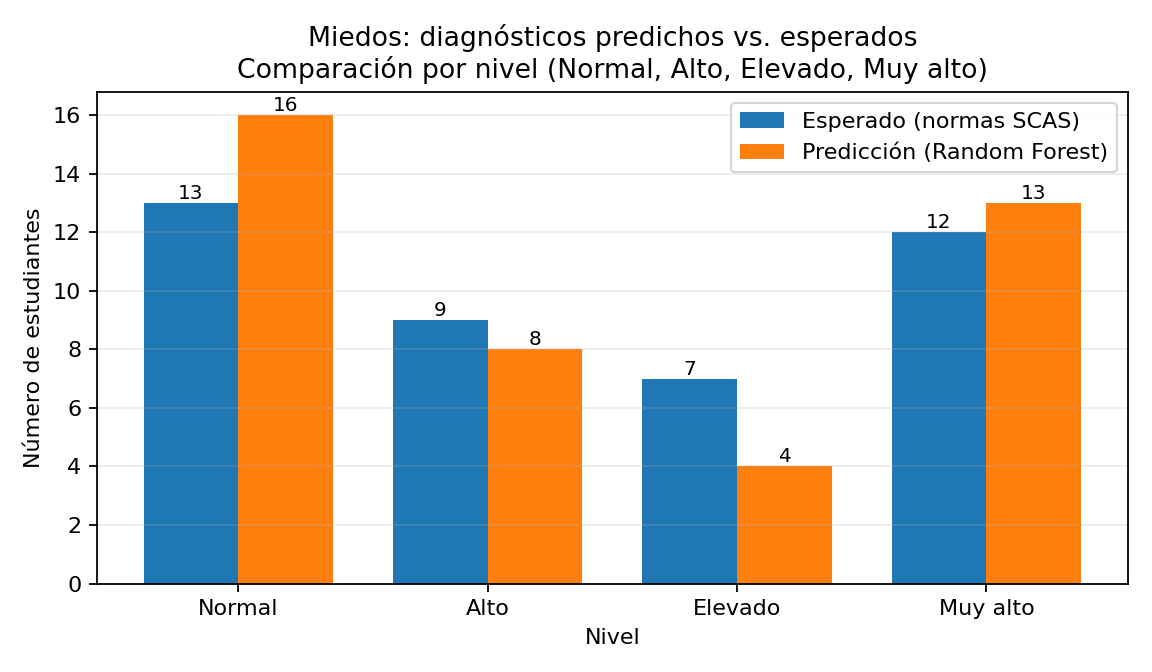 Miedos: diagnósticos predichos vs. esperados
Comparación por nivel (Normal, Alto, Elevado, Muy alto)
Esperado (normas SCAS)
Predicción (Random Forest)
Número de estudiantes
16
14
12
10
8
6
4
2
0
13
16
9
8
7
4
12
13
Normal
Alto
Elevado
Muy alto
Nivel